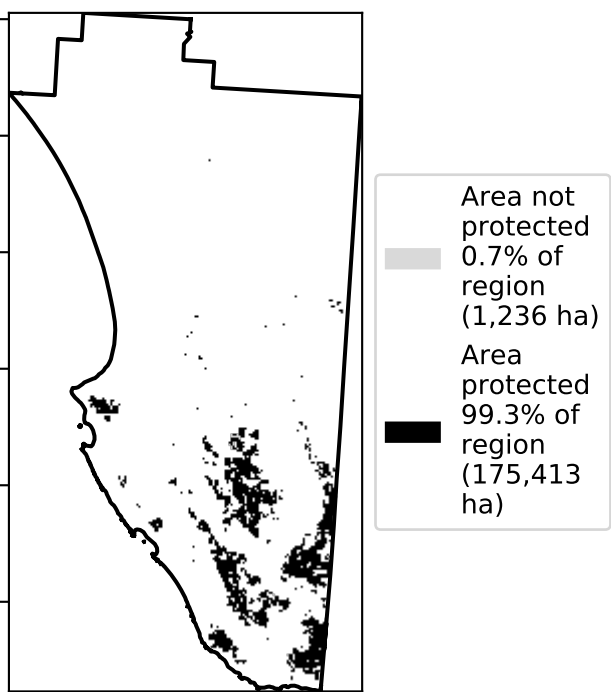 Area not
protected
0.7% of
region
(1,236 ha)
Area
protected
99.3% of
region
(175,413
ha)